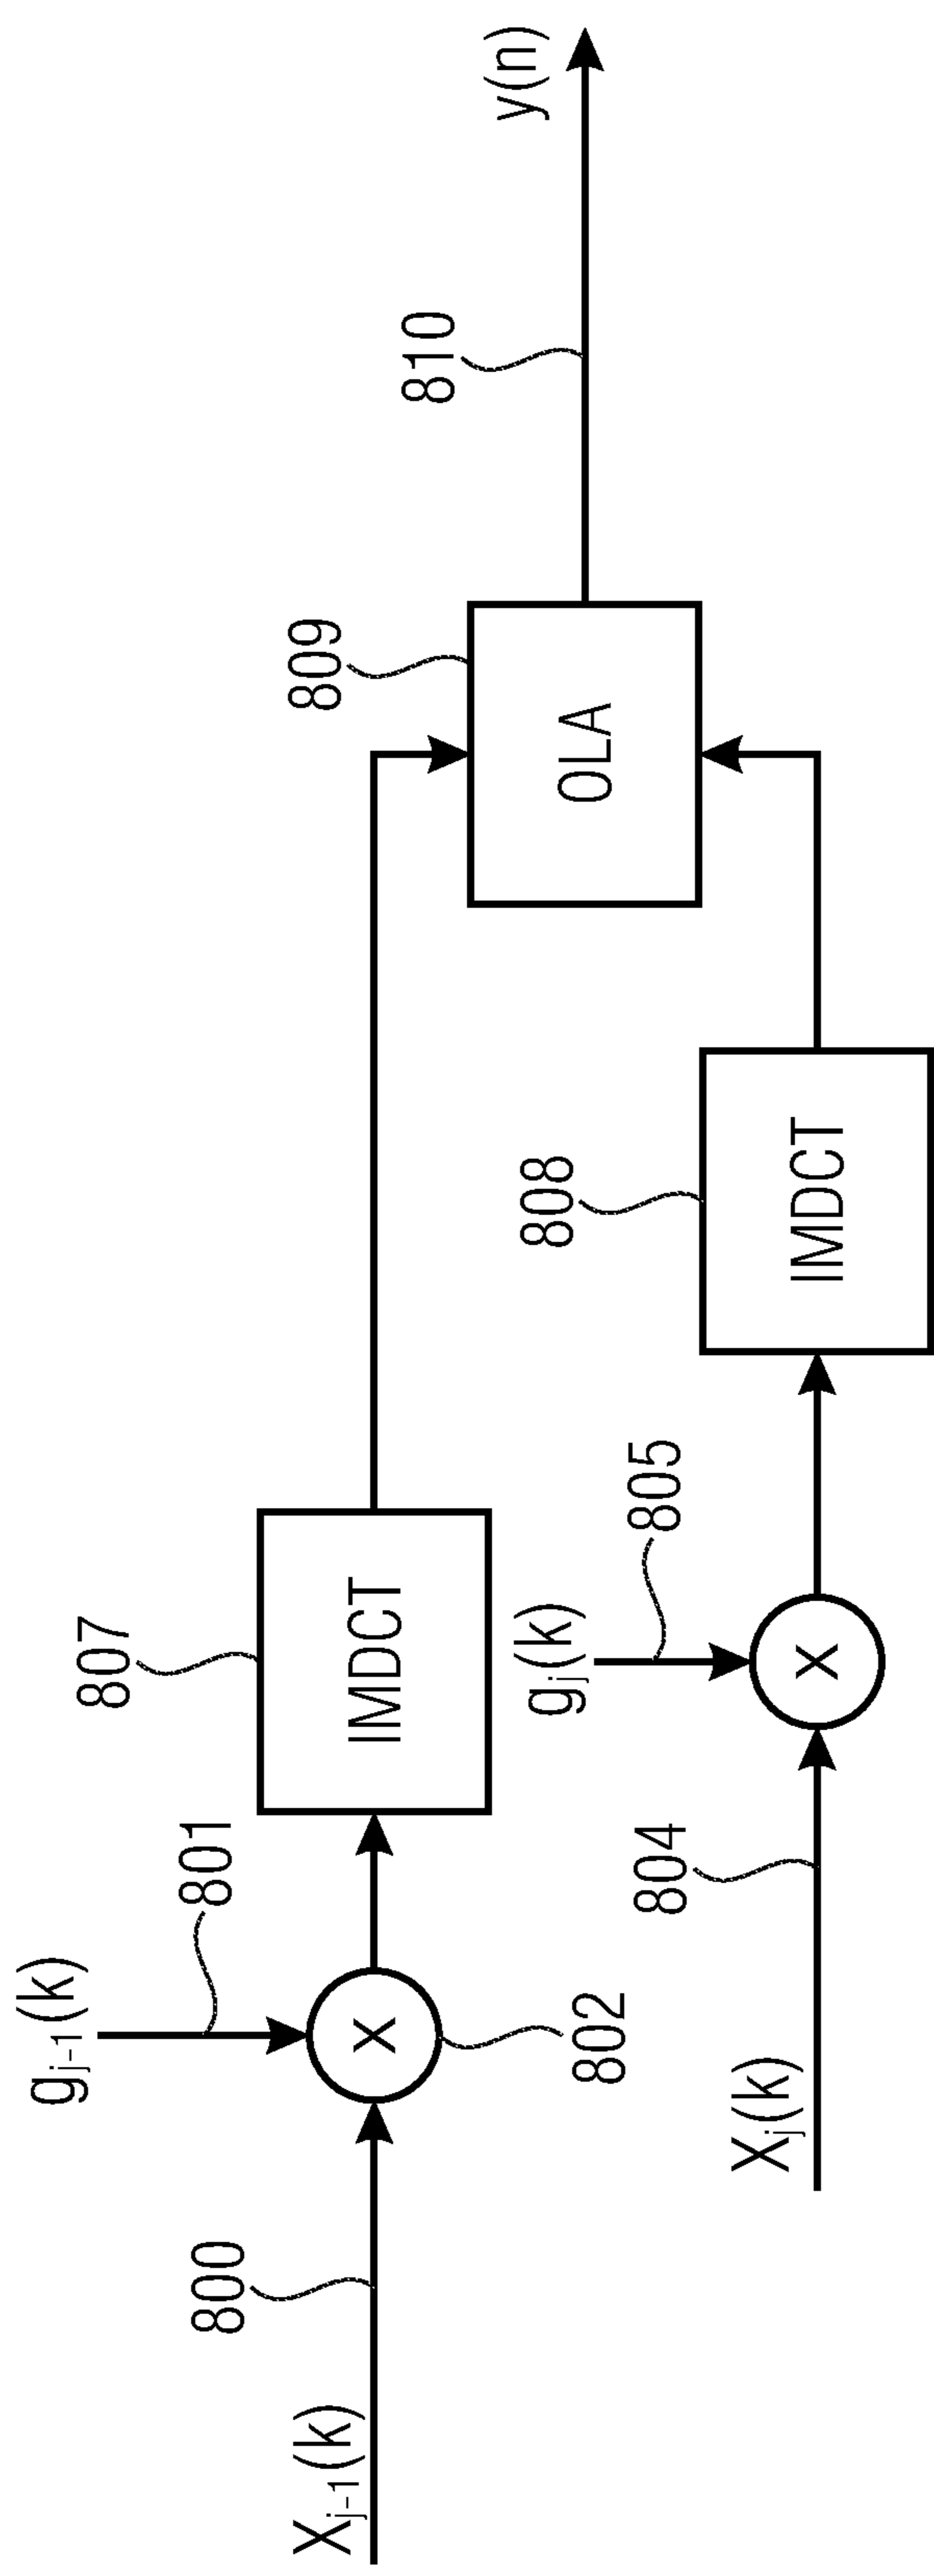 g_{j-1}(k)
801
807
X_{j-1}(k)
800
X
IMDCT
809
810
y(n)
802
g_j(k)
805
808
OLA
X_j(k)
804
X
IMDCT